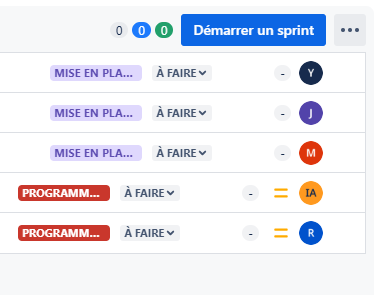 0 0 0 Démarrer un sprint
MISE EN PLA... À FAIRE - Y
MISE EN PLA... À FAIRE - J
MISE EN PLA... À FAIRE - M
PROGRAMM... À FAIRE - IA
PROGRAMM... À FAIRE - R